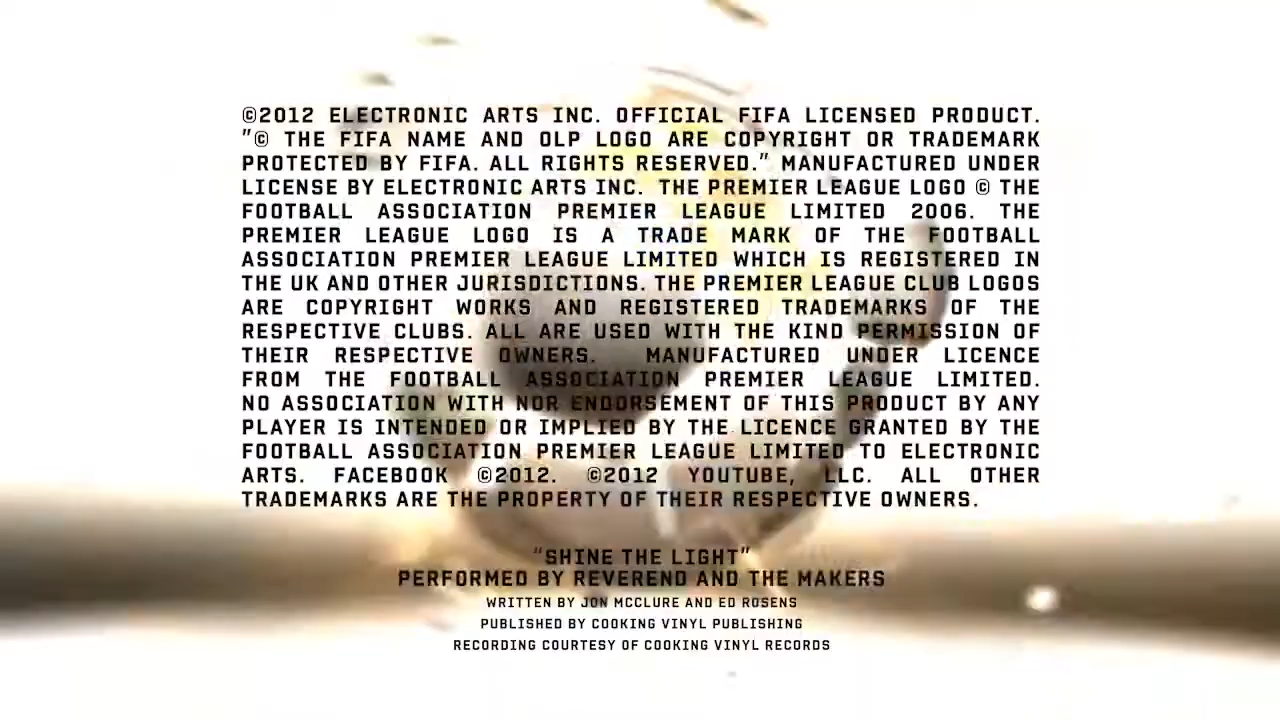 ©2012 ELECTRONIC ARTS INC. OFFICIAL FIFA LICENSED PRODUCT.
"© THE FIFA NAME AND OLP LOGO ARE COPYRIGHT OR TRADEMARK
PROTECTED BY FIFA. ALL RIGHTS RESERVED." MANUFACTURED UNDER
LICENSE BY ELECTRONIC ARTS INC. THE PREMIER LEAGUE LOGO © THE
FOOTBALL ASSOCIATION PREMIER LEAGUE LIMITED 2006. THE
PREMIER LEAGUE LOGO IS A TRADE MARK OF THE FOOTBALL
ASSOCIATION PREMIER LEAGUE LIMITED WHICH IS REGISTERED IN
THE UK AND OTHER JURISDICTIONS. THE PREMIER LEAGUE CLUB LOGOS
ARE COPYRIGHT WORKS AND REGISTERED TRADEMARKS OF THE
RESPECTIVE CLUBS. ALL ARE USED WITH THE KIND PERMISSION OF
THEIR RESPECTIVE OWNERS. MANUFACTURED UNDER LICENCE
FROM THE FOOTBALL ASSOCIATION PREMIER LEAGUE LIMITED.
NO ASSOCIATION WITH NOR ENDORSEMENT OF THIS PRODUCT BY ANY
PLAYER IS INTENDED OR IMPLIED BY THE LICENCE GRANTED BY THE
FOOTBALL ASSOCIATION PREMIER LEAGUE LIMITED TO ELECTRONIC
ARTS. FACEBOOK ©2012. ©2012 YOUTUBE, LLC. ALL OTHER
TRADEMARKS ARE THE PROPERTY OF THEIR RESPECTIVE OWNERS.
"SHINE THE LIGHT"
PERFORMED BY REVEREND AND THE MAKERS
WRITTEN BY JON MCCLURE AND ED ROSENS
PUBLISHED BY COOKING VINYL PUBLISHING
RECORDING COURTESY OF COOKING VINYL RECORDS